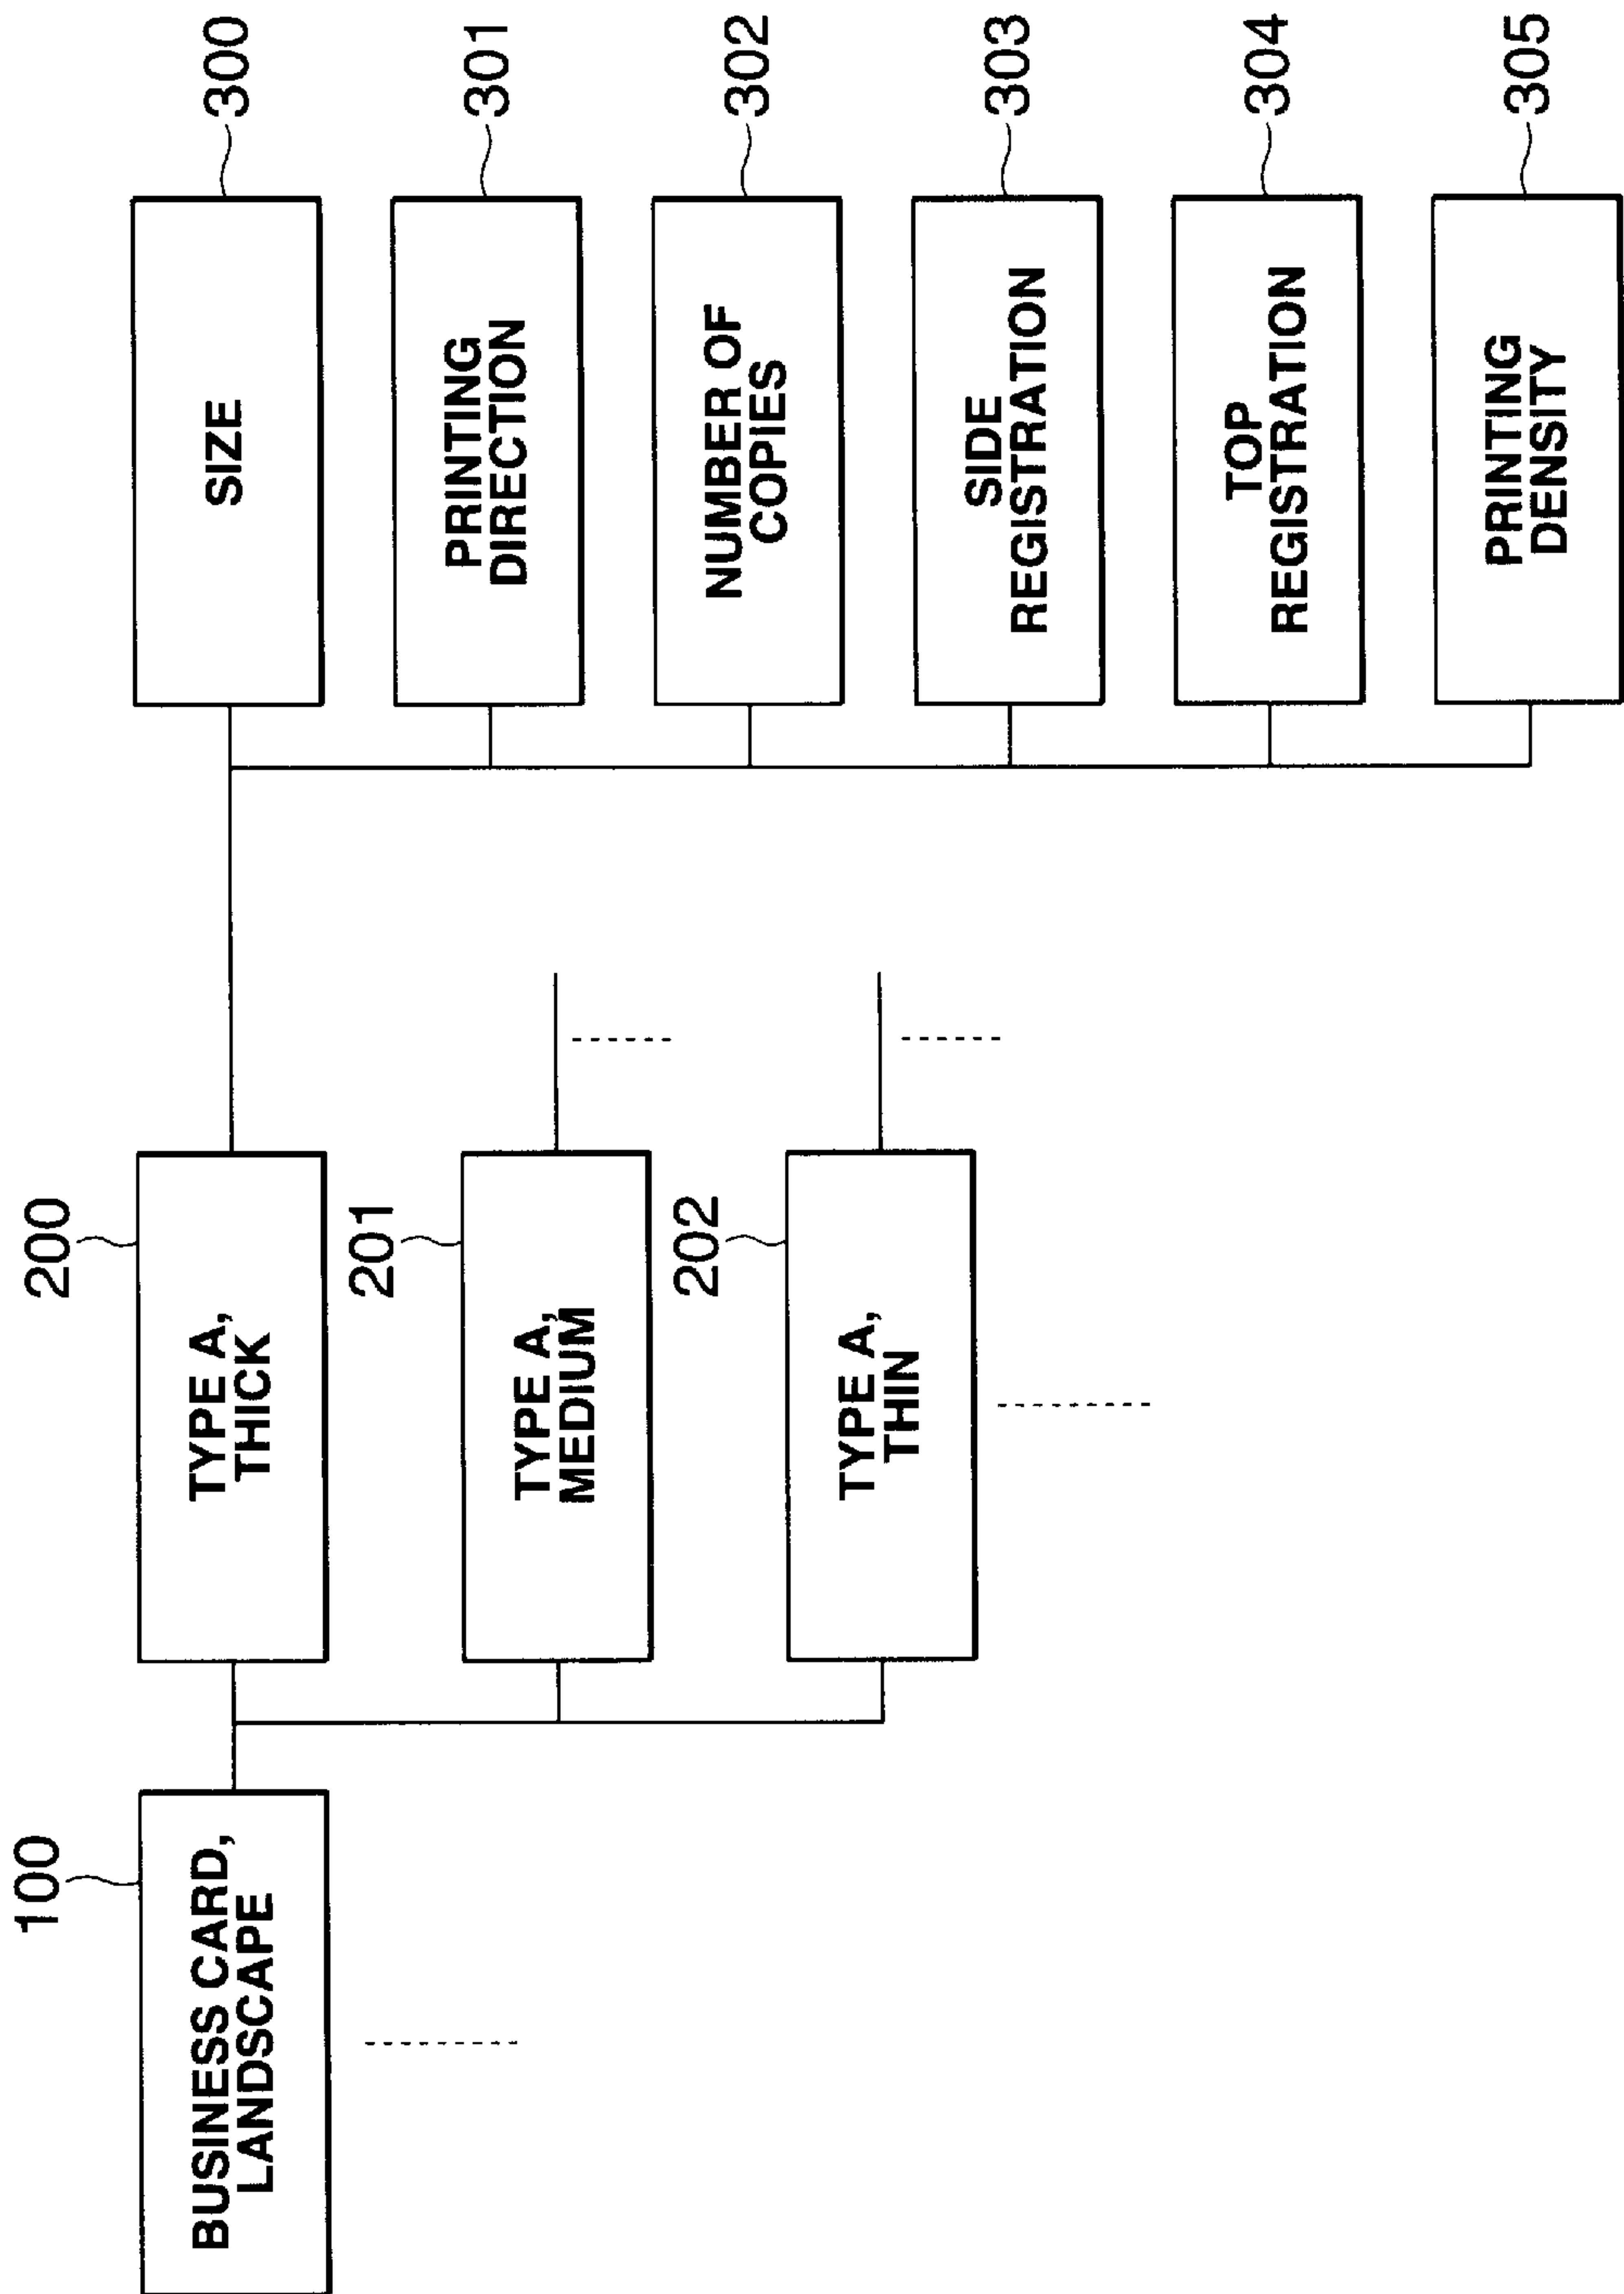 100
BUSINESS CARD,
LANDSCAPE
200
TYPE A,
THICK
201
TYPE A,
MEDIUM
202
TYPE A,
THIN
SIZE
300
PRINTING
DIRECTION
301
NUMBER OF
COPIES
302
SIDE
REGISTRATION
303
TOP
REGISTRATION
304
PRINTING
DENSITY
305